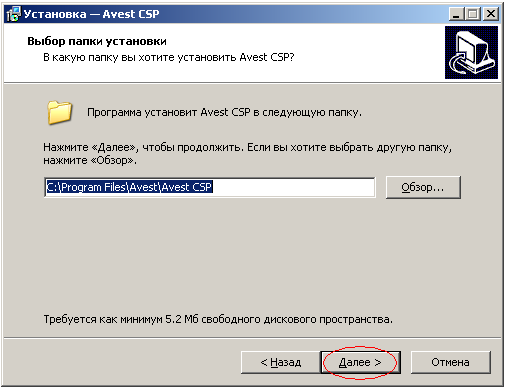 Установка — Avest CSP
Выбор папки установки
В какую папку вы хотите установить Avest CSP?
Программа установит Avest CSP в следующую папку.
Нажмите «Далее», чтобы продолжить. Если вы хотите выбрать другую папку,
нажмите «Обзор».
C:\Program Files\Avest\Avest CSP
Обзор...
Требуется как минимум 5.2 Мб свободного дискового пространства.
< Назад
Далее >
Отмена